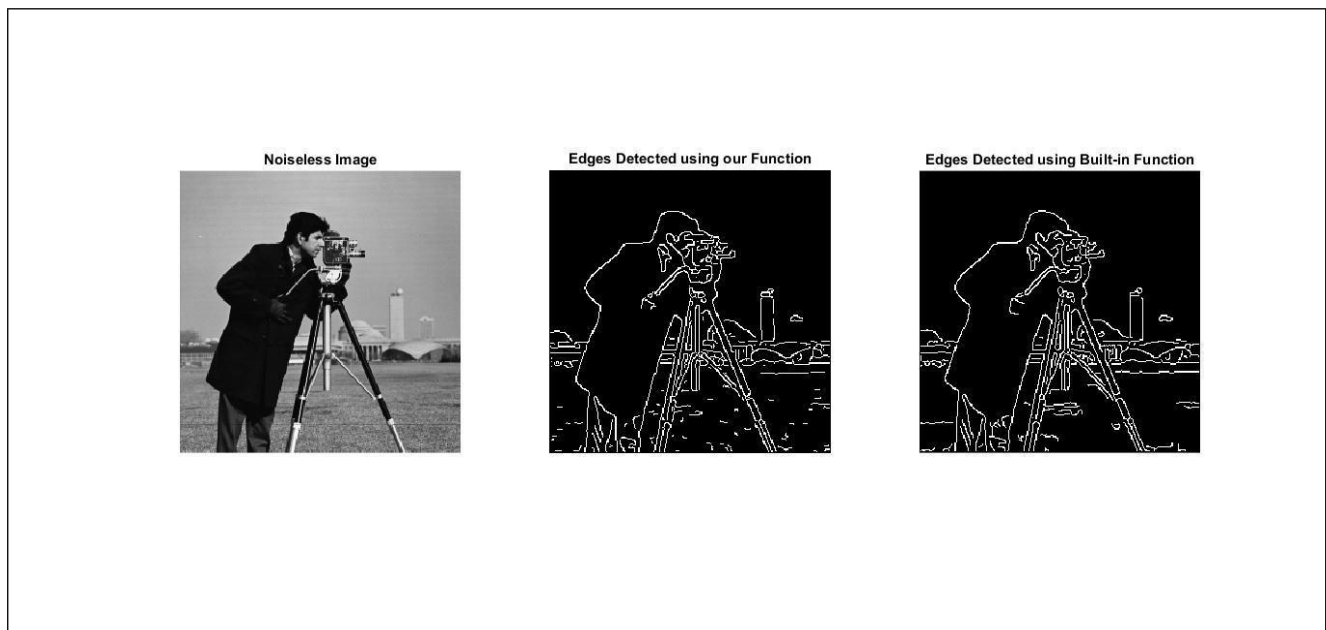 Noiseless Image
Edges Detected using our Function
Edges Detected using Built-in Function